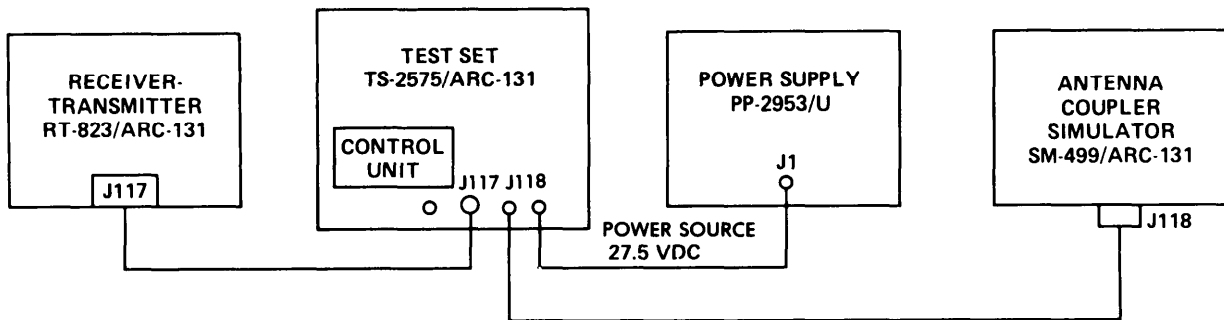 RECEIVER-
TRANSMITTER
RT-823/ARC-131
J117
TEST SET
TS-2575/ARC-131
CONTROL
UNIT
J117 J118
POWER SUPPLY
PP-2953/U
J1
POWER SOURCE
27.5 VDC
ANTENNA
COUPLER
SIMULATOR
SM-499/ARC-131
J118